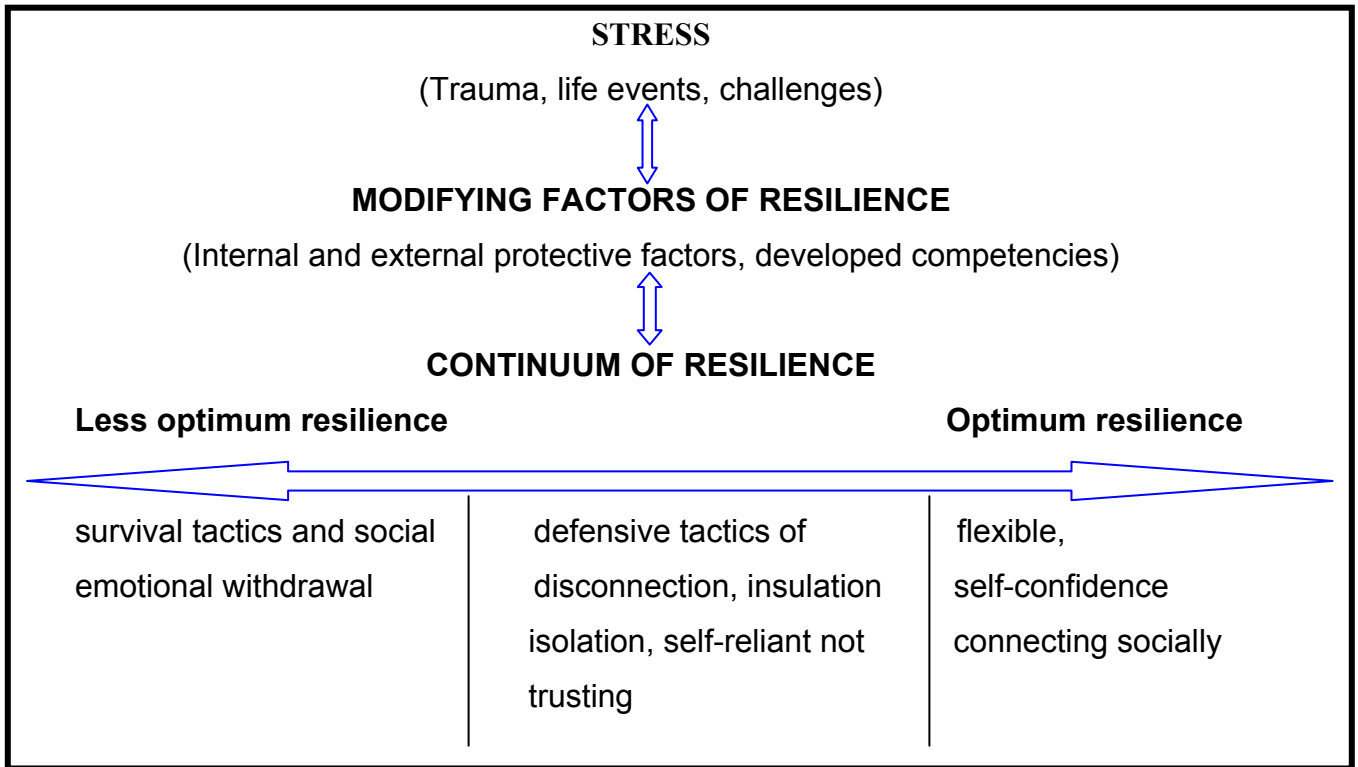 STRESS
(Trauma, life events, challenges)
MODIFYING FACTORS OF RESILIENCE
(Internal and external protective factors, developed competencies)
CONTINUUM OF RESILIENCE
Less optimum resilience
Optimum resilience
survival tactics and social
emotional withdrawal
defensive tactics of
disconnection, insulation
isolation, self-reliant not
trusting
flexible,
self-confidence
connecting socially